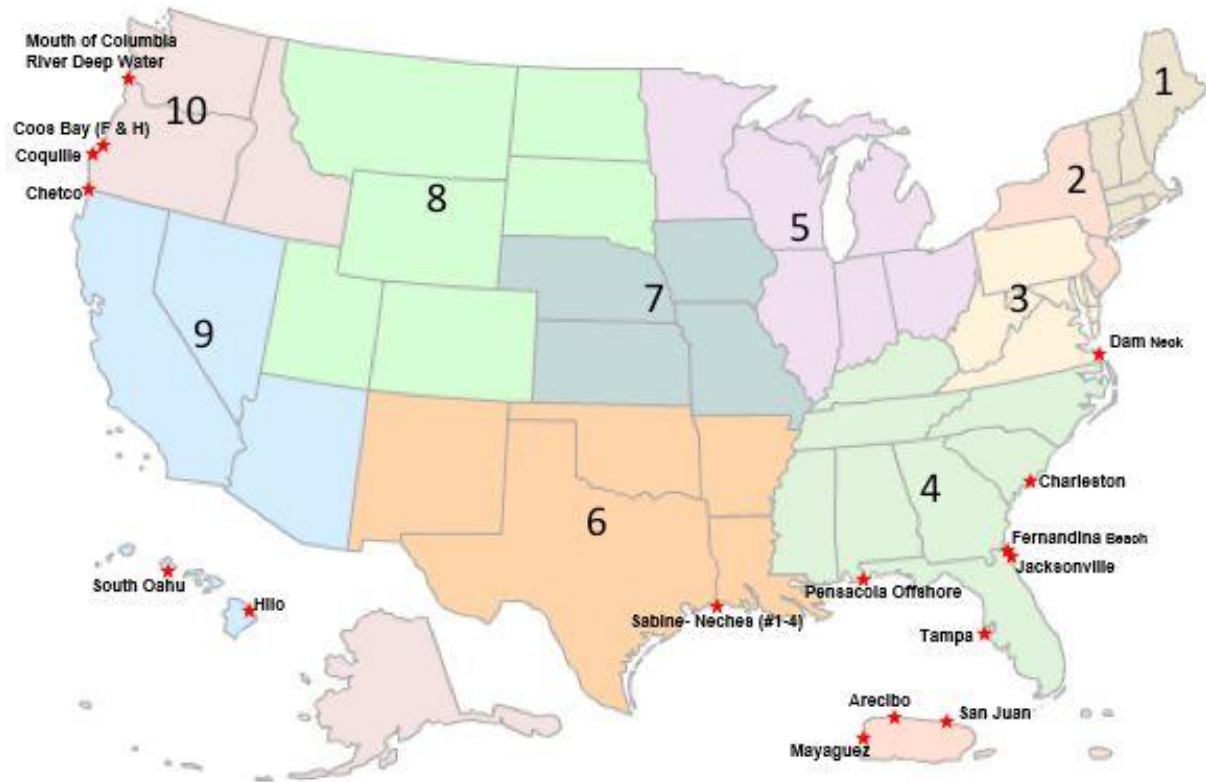 Mouth of Columbia
River Deep Water
1
10
Coos Bay (F & H)
Coquille
Chetco
8
2
5
7
3
9
Dam Neck
4
Charleston
6
Fernandina Beach
Jacksonville
South Oahu
Hilo
Pensacola Offshore
Sabine- Neches (#1-4)
Tampa
Arecibo
San Juan
Mayaguez